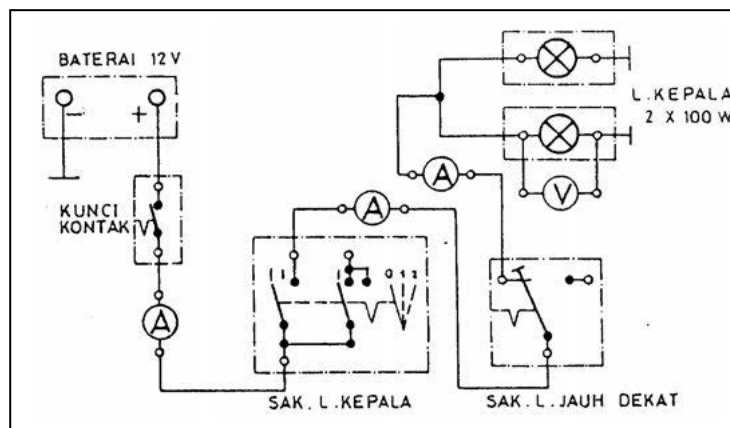 BATERAI 12 V
- +
KUNCI
KONTAK
A
A
A
V
L.KEPALA
2 X 100 W
0 1 2
SAK. L.KEPALA
SAK. L.JAUH DEKAT